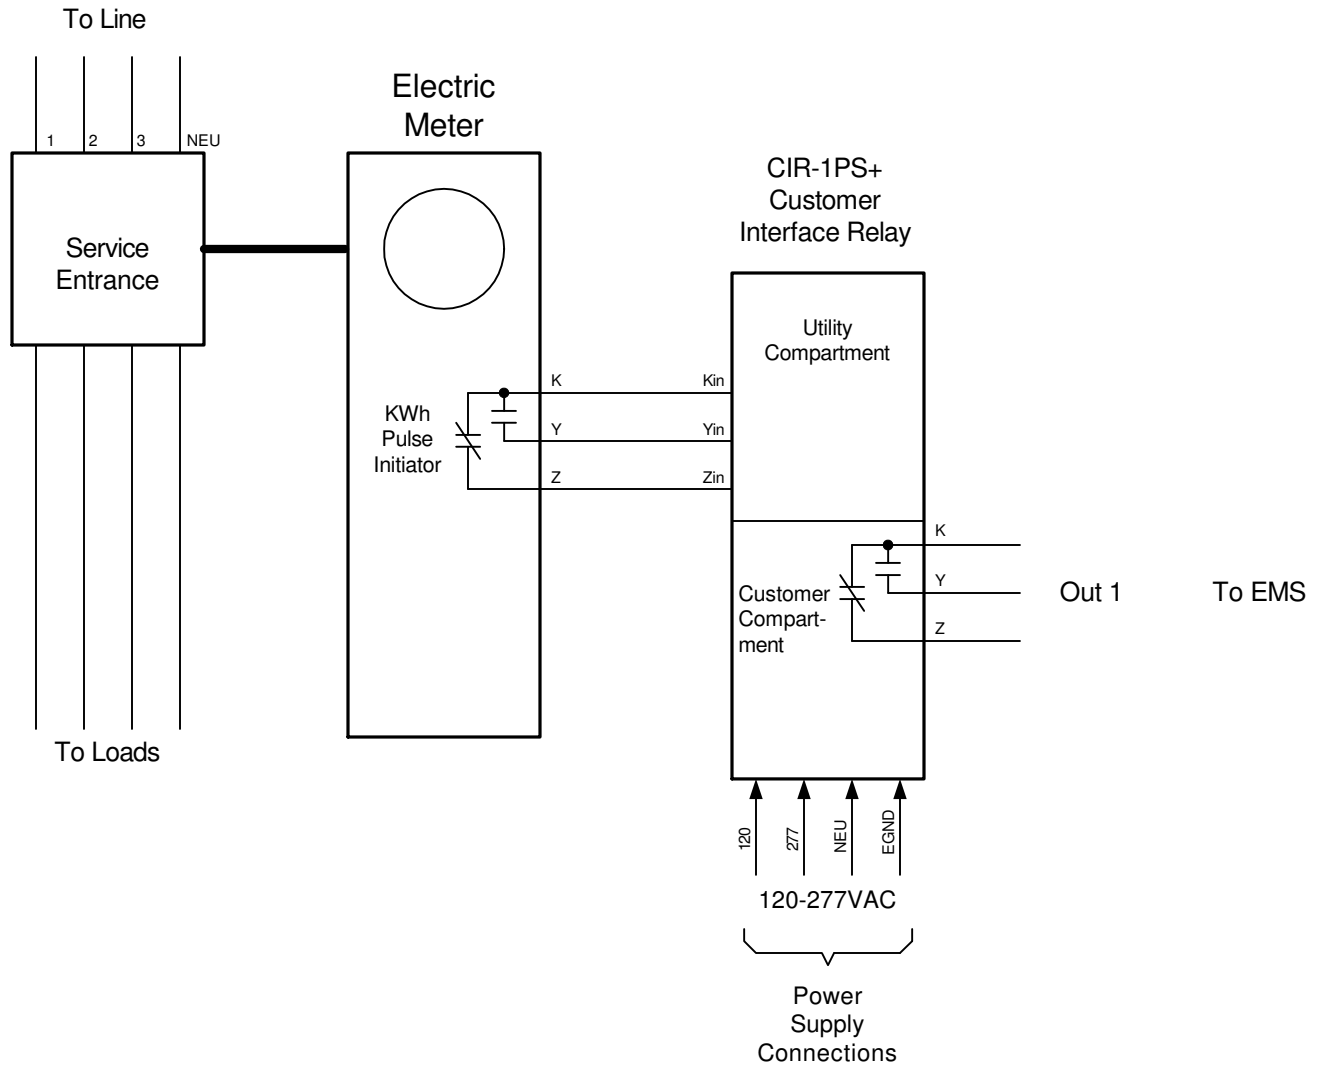 To Line
1
2
3
NEU
Service
Entrance
To Loads
Electric
Meter
KWh
Pulse
Initiator
K
Y
Z
Kin
Yin
Zin
CIR-1PS+
Customer
Interface Relay
Utility
Compartment
Customer
Compart-
ment
K
Y
Z
Out 1
To EMS
120
277
NEU
EGND
120-277VAC
Power
Supply
Connections